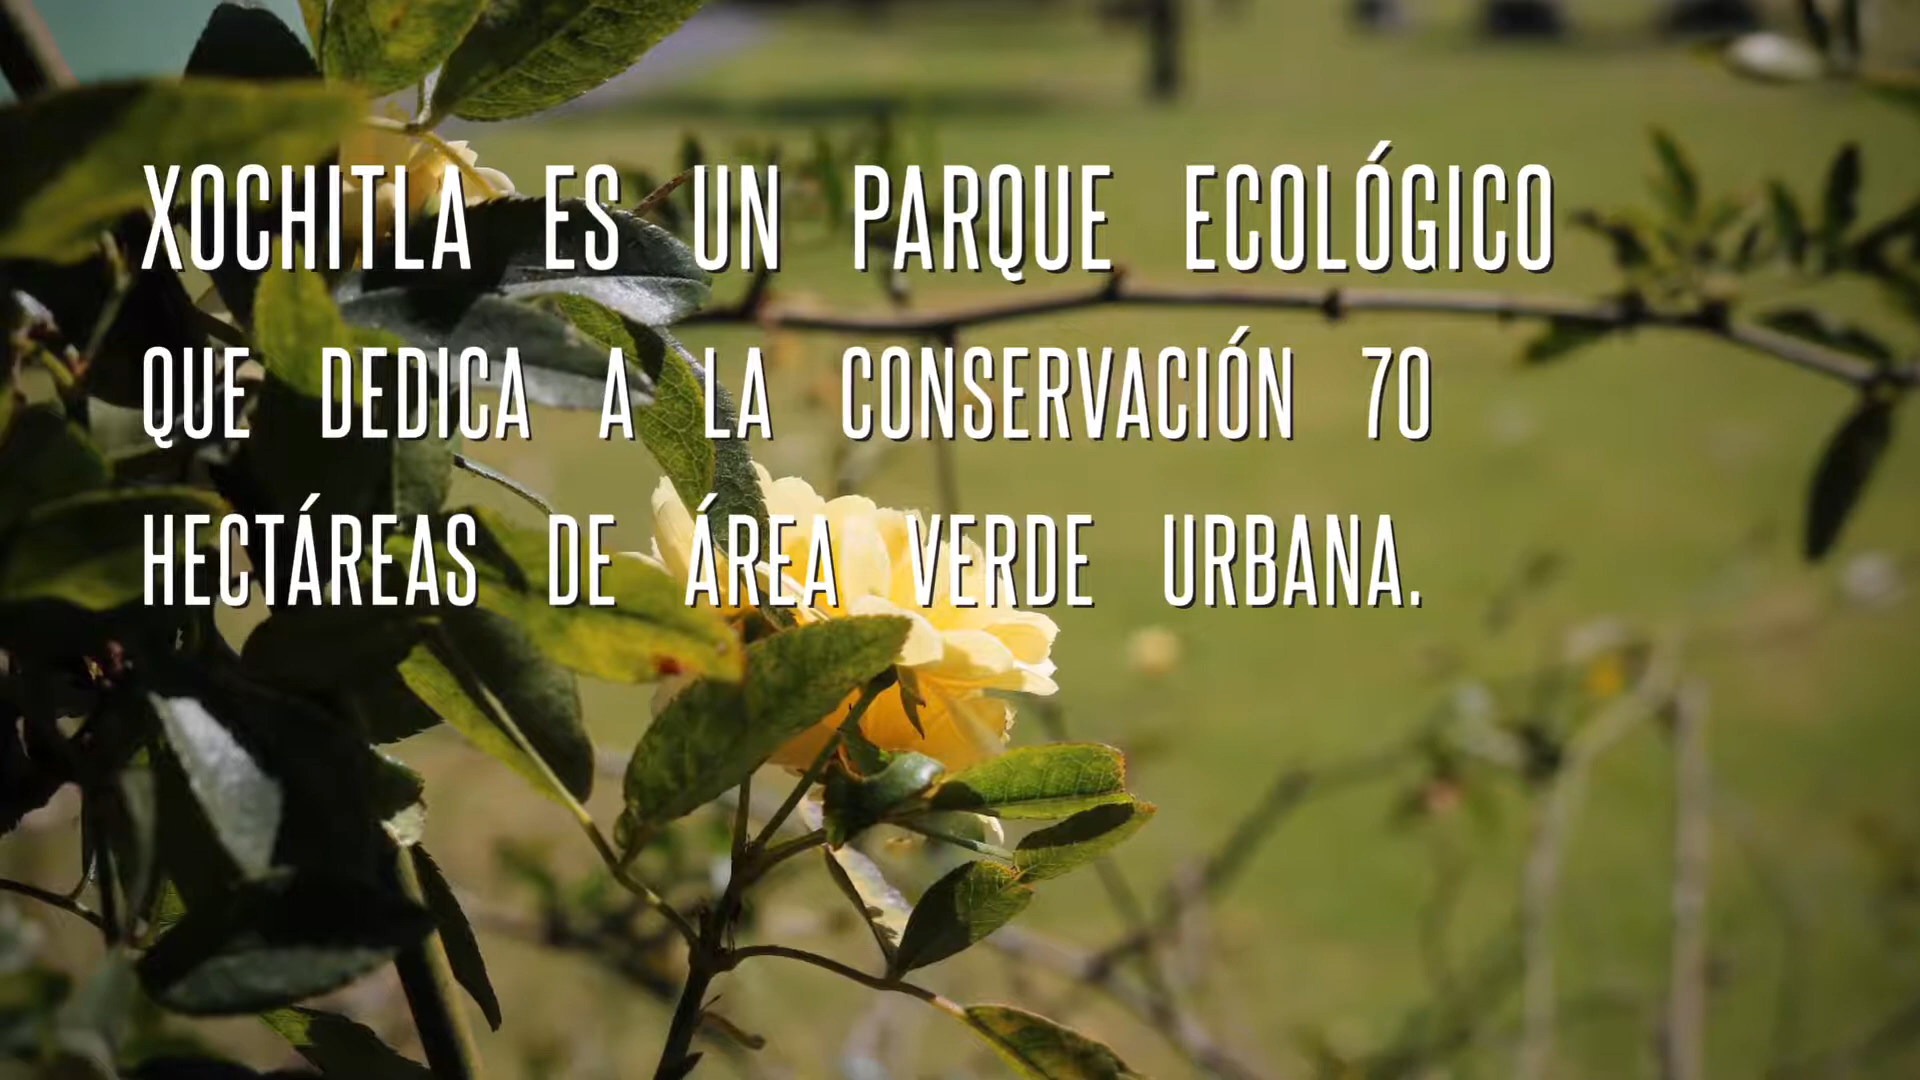 XOCHITLA ES UN PARQUE ECOLÓGICO
QUE DEDICA A LA CONSERVACIÓN 70
HECTÁREAS DE ÁREA VERDE URBANA.